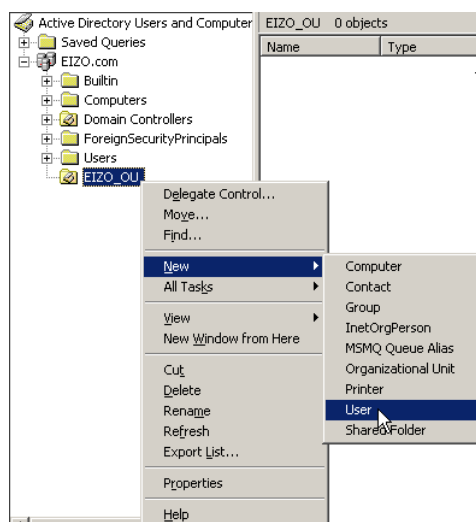 Active Directory Users and Computer
EIZO_OU 0 objects
Saved Queries
Name Type
EIZO.com
Builtin
Computers
Domain Controllers
ForeignSecurityPrincipals
Users
EIZO_OU
Delegate Control...
Move...
Find...
New
All Tasks
View
New Window from Here
Cut
Delete
Rename
Refresh
Export List...
Properties
Help
Computer
Contact
Group
InetOrgPerson
MSMQ Queue Alias
Organizational Unit
Printer
User
Shared Folder